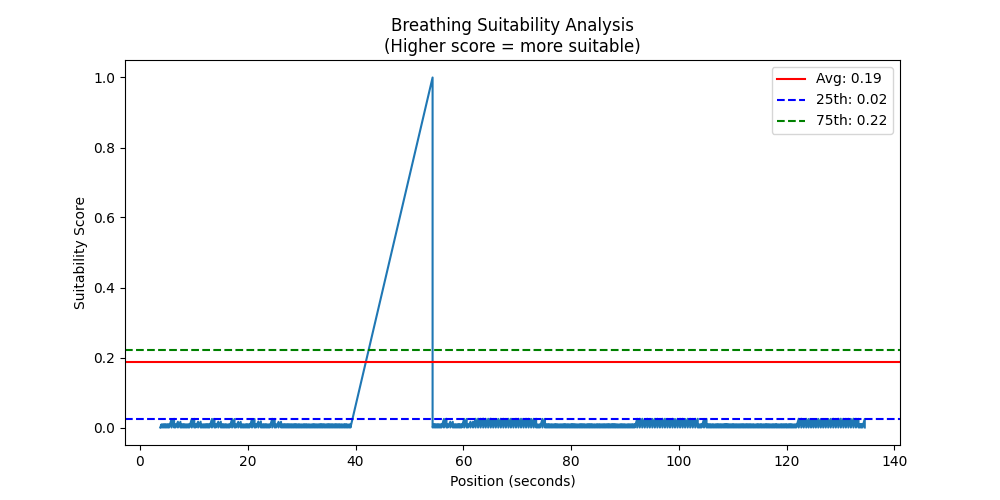 Breathing Suitability Analysis
(Higher score = more suitable)
Suitability Score
1.0
0.8
0.6
0.4
0.2
0.0
Avg: 0.19
25th: 0.02
75th: 0.22
0 20 40 60 80 100 120 140
Position (seconds)